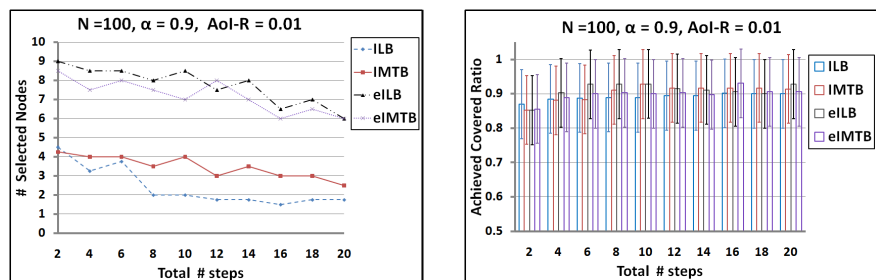 N =100, α = 0.9, AoI-R = 0.01
# Selected Nodes
10
9
8
7
6
5
4
3
2
1
0
2 4 6 8 10 12 14 16 18 20
Total # steps
ILB
IMTB
eILB
eIMTB
N =100, α = 0.9, AoI-R = 0.01
Achieved Covered Ratio
1
0.9
0.8
0.7
0.6
0.5
2 4 6 8 10 12 14 16 18 20
Total # steps
ILB
IMTB
eILB
eIMTB